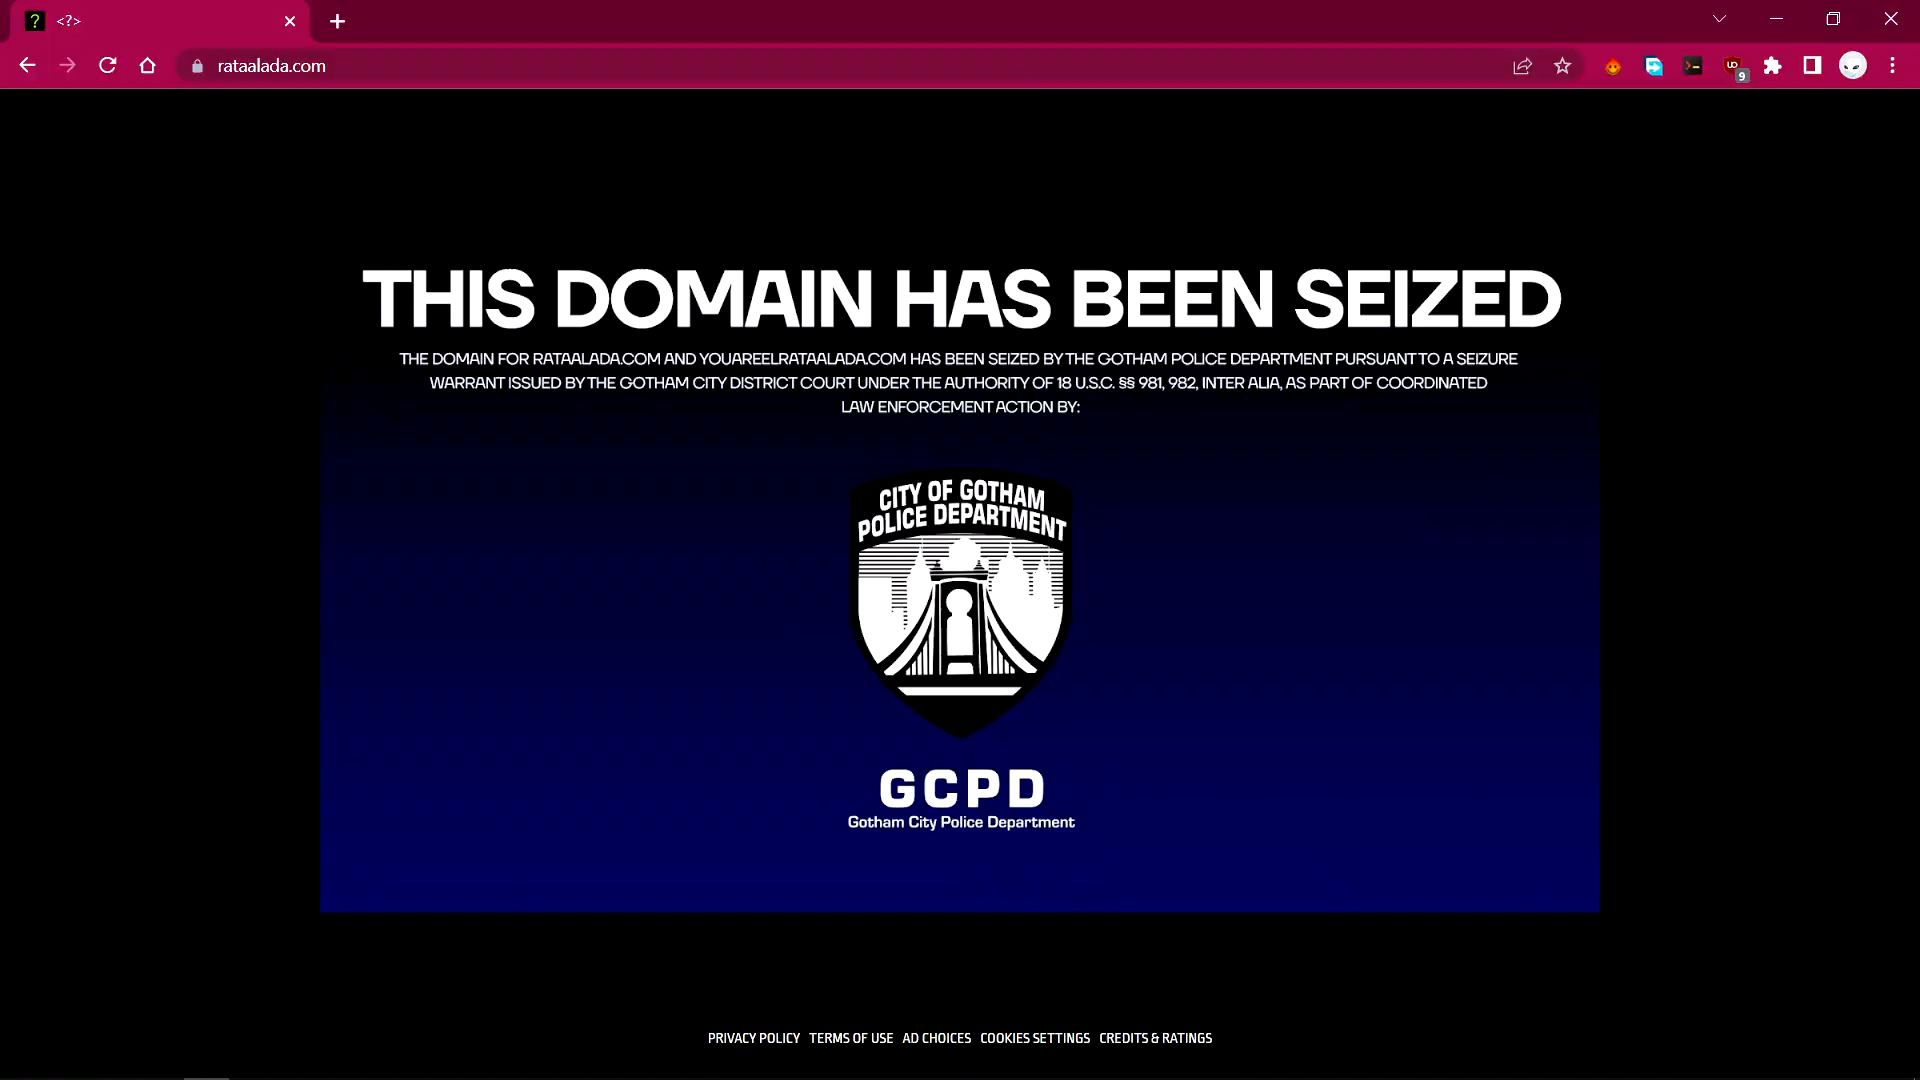 <?>
rataalada.com
9
THIS DOMAIN HAS BEEN SEIZED
THE DOMAIN FOR RATAALADA.COM AND YOUAREELRATAALADA.COM HAS BEEN SEIZED BY THE GOTHAM POLICE DEPARTMENT PURSUANT TO A SEIZURE
WARRANT ISSUED BY THE GOTHAM CITY DISTRICT COURT UNDER THE AUTHORITY OF 18 U.S.C. §§ 981, 982, INTER ALIA, AS PART OF COORDINATED
LAW ENFORCEMENT ACTION BY:
CITY OF GOTHAM
POLICE DEPARTMENT
GCPD
Gotham City Police Department
PRIVACY POLICY TERMS OF USE AD CHOICES COOKIES SETTINGS CREDITS & RATINGS